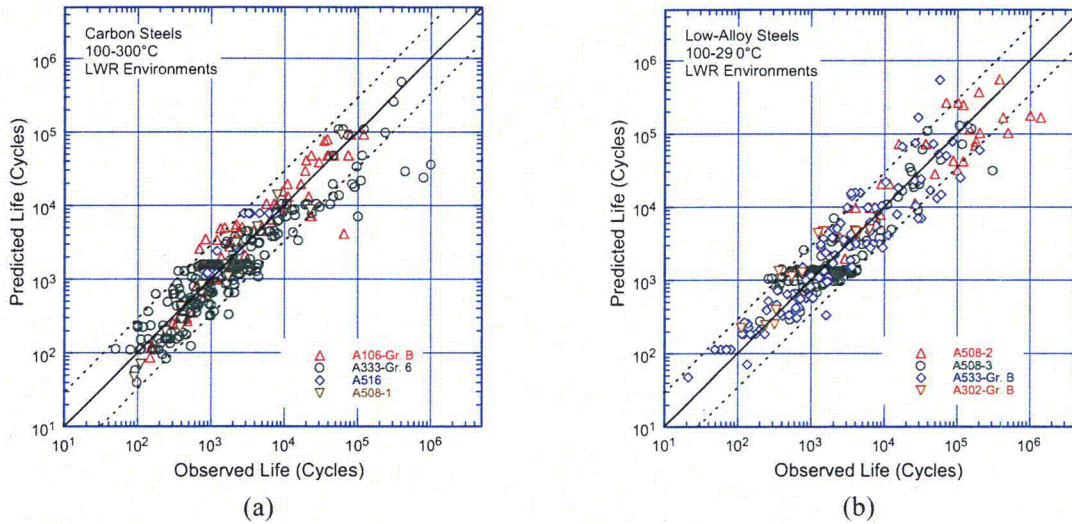 Carbon Steels
100-300°C
LWR Environments
Predicted Life (Cycles)
10⁶
10⁵
10⁴
10³
10²
10¹
A106-Gr. B
A333-Gr. 6
A516
A508-1
10¹ 10² 10³ 10⁴ 10⁵ 10⁶
Observed Life (Cycles)
(a)
Low-Alloy Steels
100-29 0°C
LWR Environments
Predicted Life (Cycles)
10⁶
10⁵
10⁴
10³
10²
10¹
A508-2
A508-3
A533-Gr. B
A302-Gr. B
10¹ 10² 10³ 10⁴ 10⁵ 10⁶
Observed Life (Cycles)
(b)